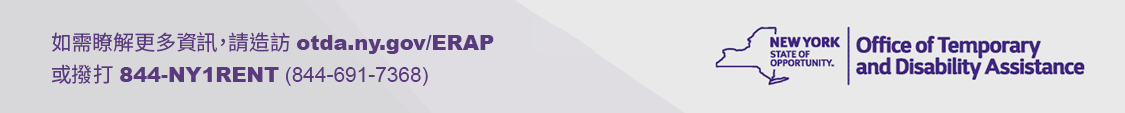 如需瞭解更多資訊，請造訪 otda.ny.gov/ERAP
或撥打 844-NY1RENT (844-691-7368)
NEW YORK
STATE OF
OPPORTUNITY.
Office of Temporary
and Disability Assistance